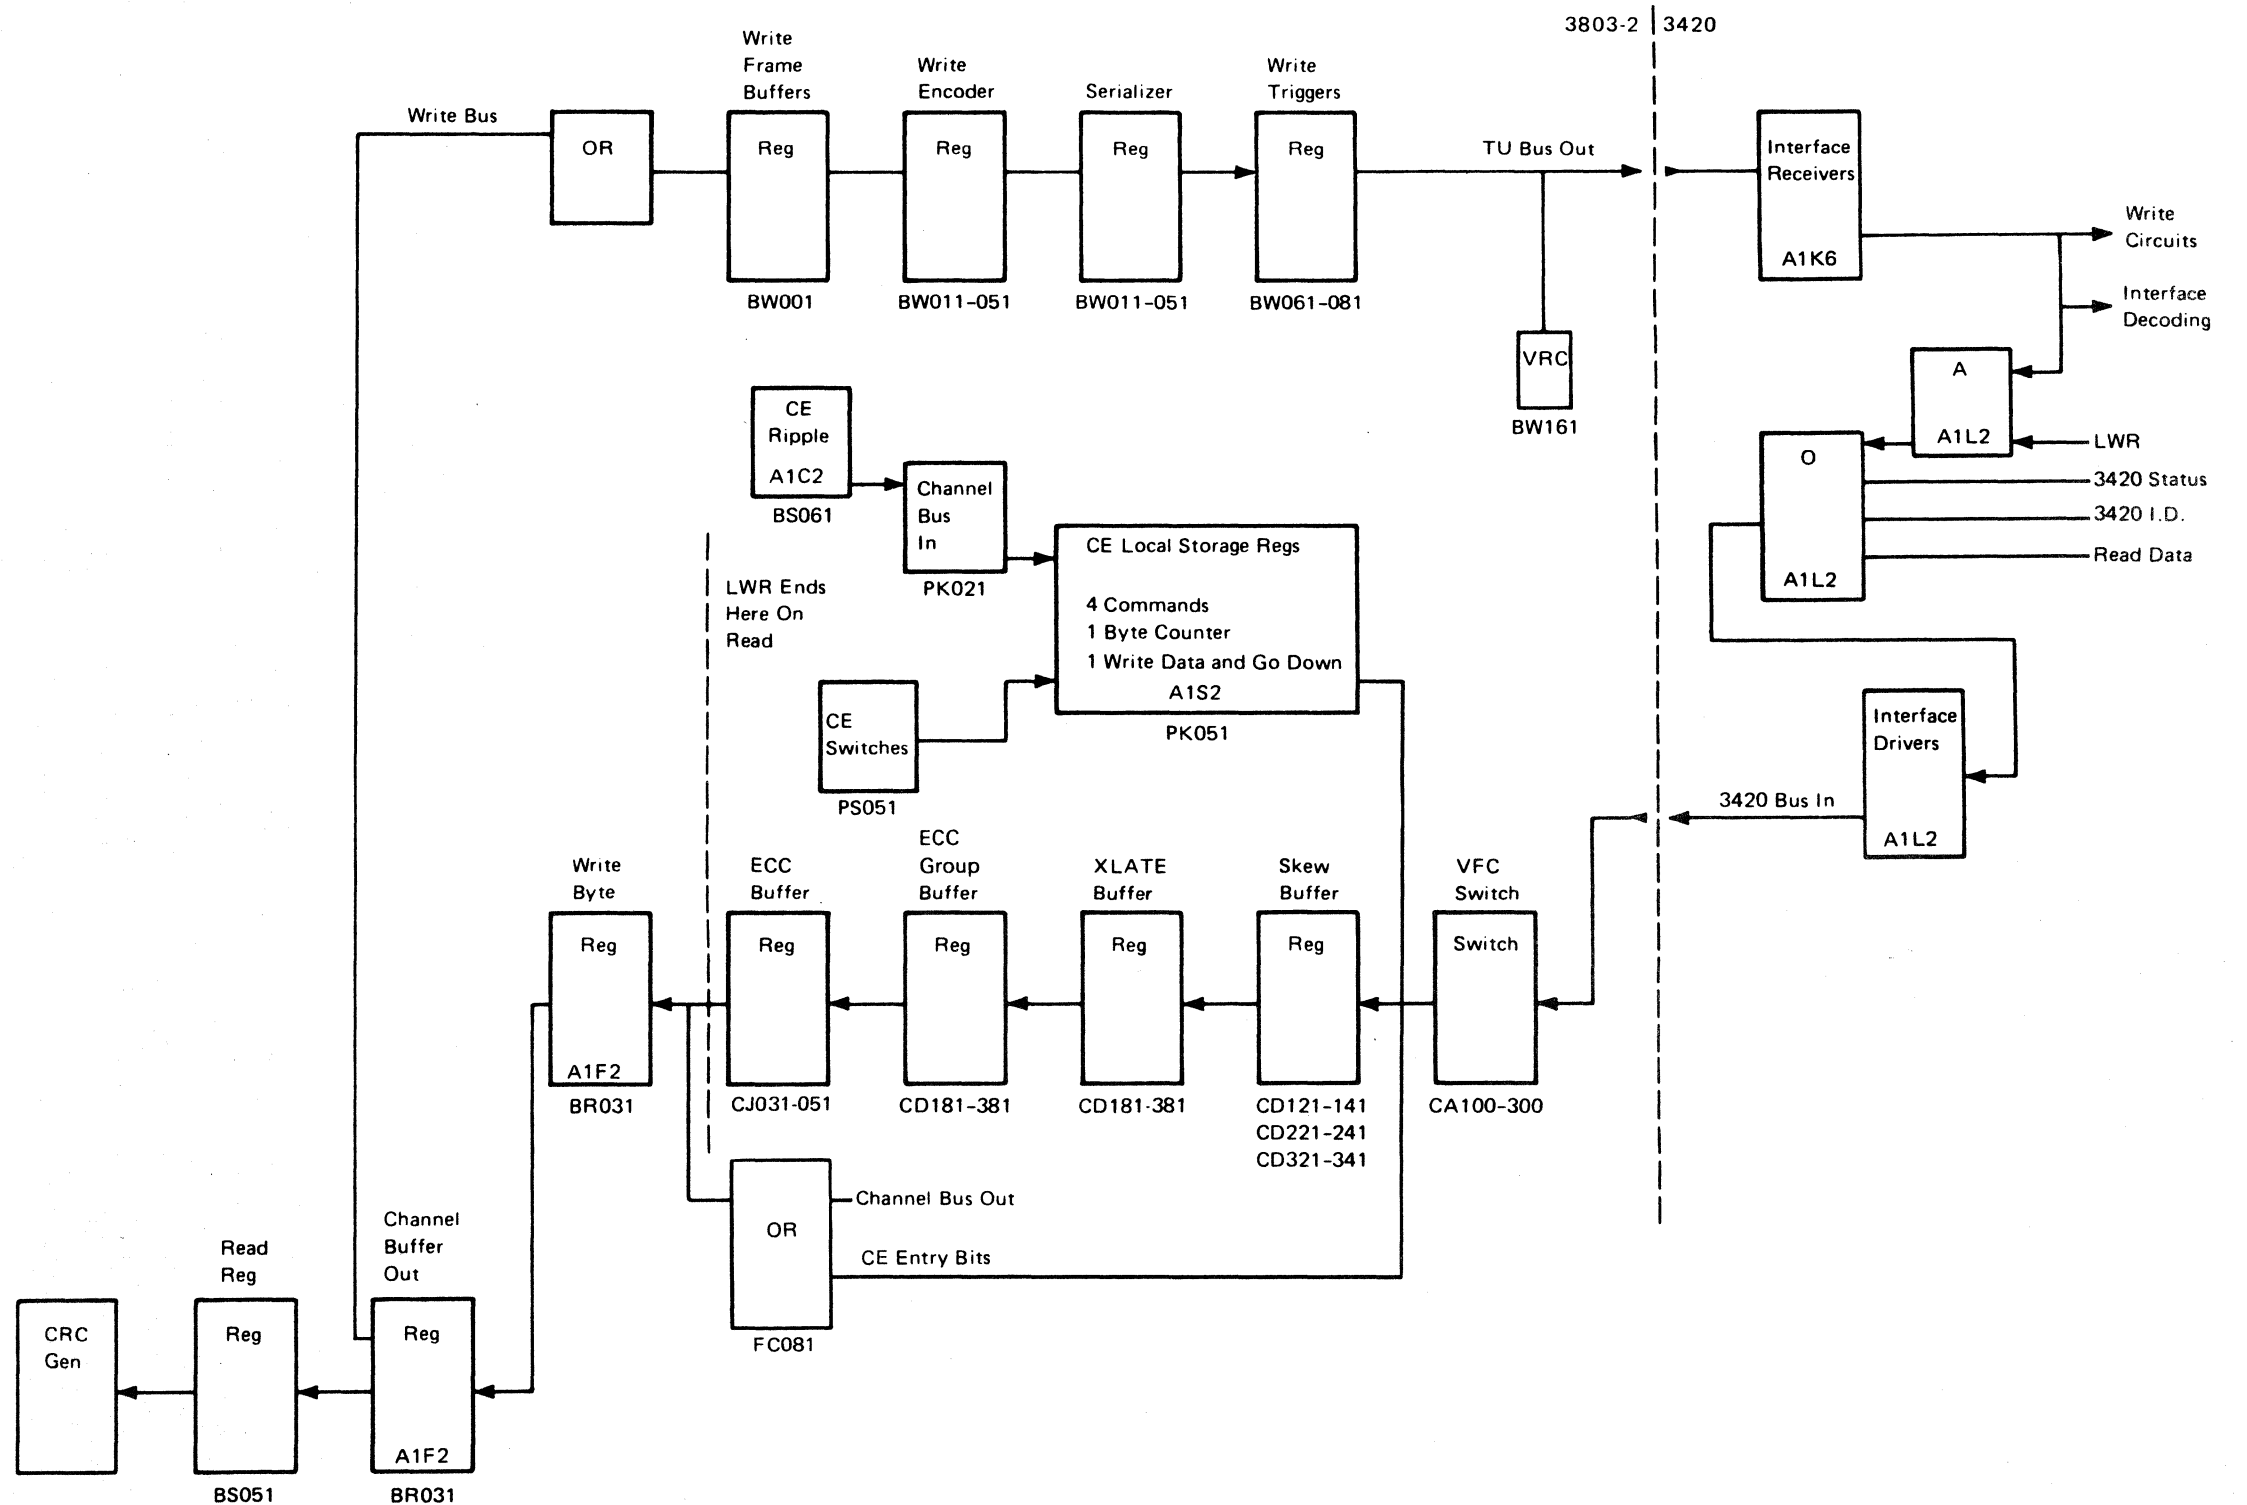 3803-2 3420
Write
Frame
Buffers
Write
Encoder
Serializer
Write
Triggers
Write Bus
OR
Reg
Reg
Reg
Reg
TU Bus Out
Interface
Receivers
A1K6
BW001
BW011-051
BW011-051
BW061-081
Write
Circuits
Interface
Decoding
VRC
BW161
A
A1L2
LWR
O
A1L2
3420 Status
3420 I.D.
Read Data
CE
Ripple
A1C2
BS061
Channel
Bus
In
PK021
LWR Ends
Here On
Read
CE Local Storage Regs
4 Commands
1 Byte Counter
1 Write Data and Go Down
A1S2
PK051
CE
Switches
PS051
Interface
Drivers
A1L2
3420 Bus In
Write
Byte
ECC
Buffer
ECC
Group
Buffer
XLATE
Buffer
Skew
Buffer
VFC
Switch
Reg
A1F2
Reg
Reg
Reg
Reg
Switch
BR031
CJ031-051
CD181-381
CD181-381
CD121-141
CD221-241
CD321-341
CA100-300
OR
Channel Bus Out
CE Entry Bits
FC081
Read
Reg
Channel
Buffer
Out
CRC
Gen
Reg
Reg
A1F2
BS051
BR031